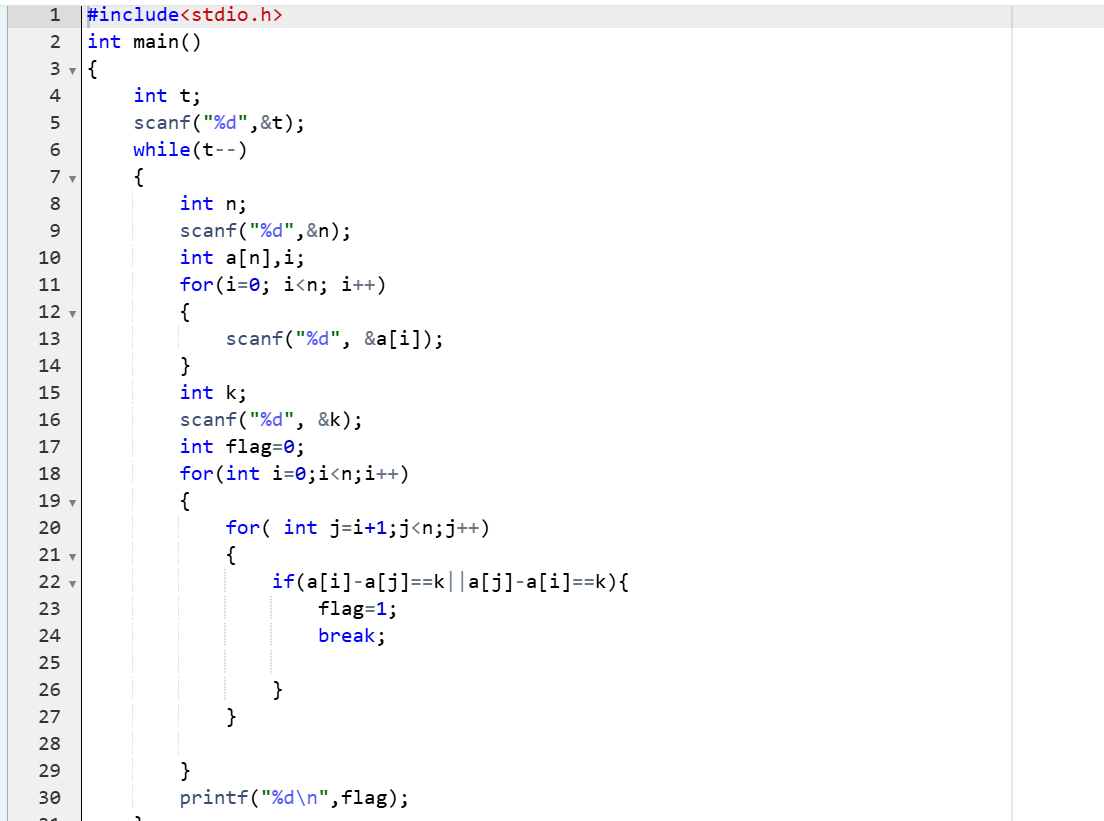 1 #include<stdio.h>
2 int main()
3 {
4 int t;
5 scanf("%d",&t);
6 while(t--)
7 {
8 int n;
9 scanf("%d",&n);
10 int a[n],i;
11 for(i=0; i<n; i++)
12 {
13 scanf("%d", &a[i]);
14 }
15 int k;
16 scanf("%d", &k);
17 int flag=0;
18 for(int i=0;i<n;i++)
19 {
20 for( int j=i+1;j<n;j++)
21 {
22 if(a[i]-a[j]==k||a[j]-a[i]==k){
23 flag=1;
24 break;
25
26 }
27 }
28
29 }
30 printf("%d\n",flag);